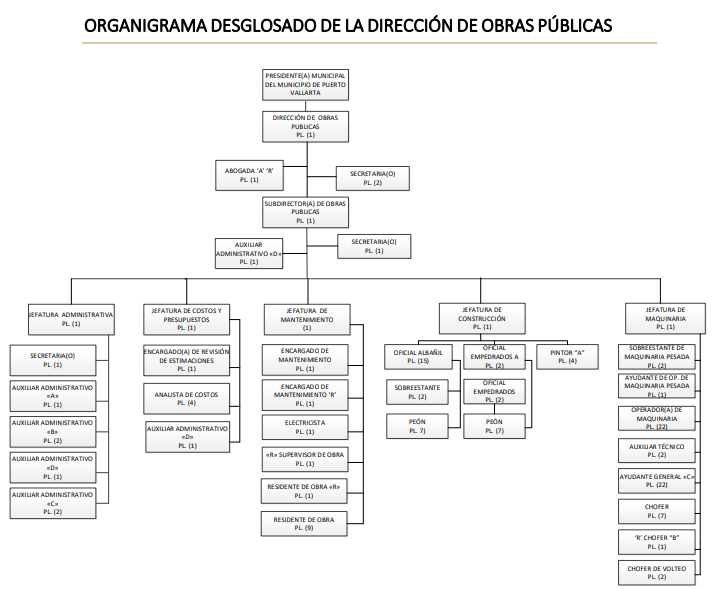 ORGANIGRAMA DESGLOSADO DE LA DIRECCIÓN DE OBRAS PÚBLICAS
PRESIDENTE(A) MUNICIPAL
DEL MUNICIPIO DE PUERTO
VALLARTA
DIRECCIÓN DE OBRAS
PUBLICAS
PL. (1)
ABOGADA ‘A’ ‘R’
PL. (1)
SECRETARIA(O)
PL. (2)
SUBDIRECTOR(A) DE OBRAS
PUBLICAS
PL. (1)
AUXILIAR
ADMINISTRATIVO «D»
PL. (1)
SECRETARIA(O)
PL. (1)
JEFATURA ADMINISTRATIVA
PL. (1)
SECRETARIA(O)
PL. (1)
AUXILIAR ADMINISTRATIVO
«A»
PL. (1)
AUXILIAR ADMINISTRATIVO
«B»
PL. (2)
AUXILIAR ADMINISTRATIVO
«D»
PL. (1)
AUXILIAR ADMINISTRATIVO
«C»
PL. (2)
JEFATURA DE COSTOS Y
PRESUPUESTOS
PL. (1)
ENCARGADO(A) DE REVISIÓN
DE ESTIMACIONES
PL. (1)
ANALISTA DE COSTOS
PL. (4)
AUXILIAR ADMINISTRATIVO
«D»
PL. (1)
JEFATURA DE
MANTENIMIENTO
(1)
ENCARGADO DE
MANTENIMIENTO
PL. (1)
ENCARGADO DE
MANTENIMIENTO ‘R’
PL. (1)
ELECTRICISTA
PL. (1)
«R» SUPERVISOR DE OBRA
PL. (1)
RESIDENTE DE OBRA «R»
PL. (1)
RESIDENTE DE OBRA
PL. (9)
JEFATURA DE
CONSTRUCCIÓN
PL. (1)
OFICIAL ALBAÑIL
PL. (15)
SOBREESTANTE
PL. (2)
PEÓN
PL. 7)
OFICIAL
EMPEDRADOS A
PL. (2)
OFICIAL
EMPEDRADOS
PL. (2)
PEÓN
PL. (7)
PINTOR “A”
PL. (4)
JEFATURA DE
MAQUINARIA
PL. (1)
SOBREESTANTE DE
MAQUINARIA PESADA
PL. (2)
AYUDANTE DE OP. DE
MAQUINARIA PESADA
PL. (1)
OPERADOR(A) DE
MAQUINARIA
PL. (22)
AUXILIAR TÉCNICO
PL. (2)
AYUDANTE GENERAL «C»
PL. (22)
CHOFER
PL. (7)
‘R’ CHOFER “B”
PL. (1)
CHOFER DE VOLTEO
PL. (2)